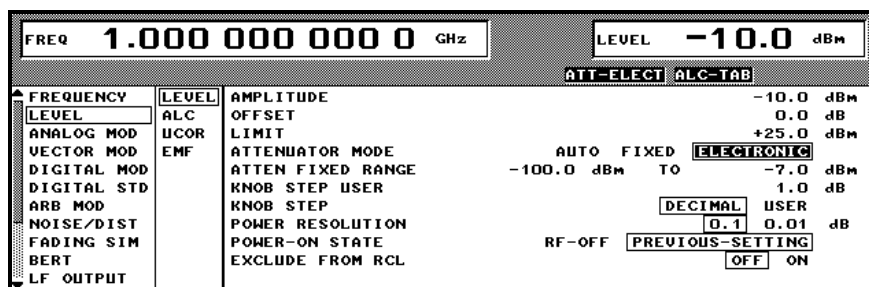 FREQ 1.000 000 000 0 GHz LEVEL -10.0 dBm
ATT-ELECT ALC-TAB
FREQUENCY LEVEL AMPLITUDE -10.0 dBm
LEVEL ALC OFFSET 0.0 dB
ANALOG MOD UCOR LIMIT +25.0 dBm
VECTOR MOD EMF ATTENUATOR MODE AUTO FIXED ELECTRONIC
DIGITAL MOD ATTEN FIXED RANGE -100.0 dBm TO -7.0 dBm
DIGITAL STD KNOB STEP USER 1.0 dB
ARB MOD KNOB STEP DECIMAL USER
NOISE/DIST POWER RESOLUTION 0.1 0.01 dB
FADING SIM POWER-ON STATE RF-OFF PREVIOUS-SETTING
BERT EXCLUDE FROM RCL OFF ON
LF OUTPUT